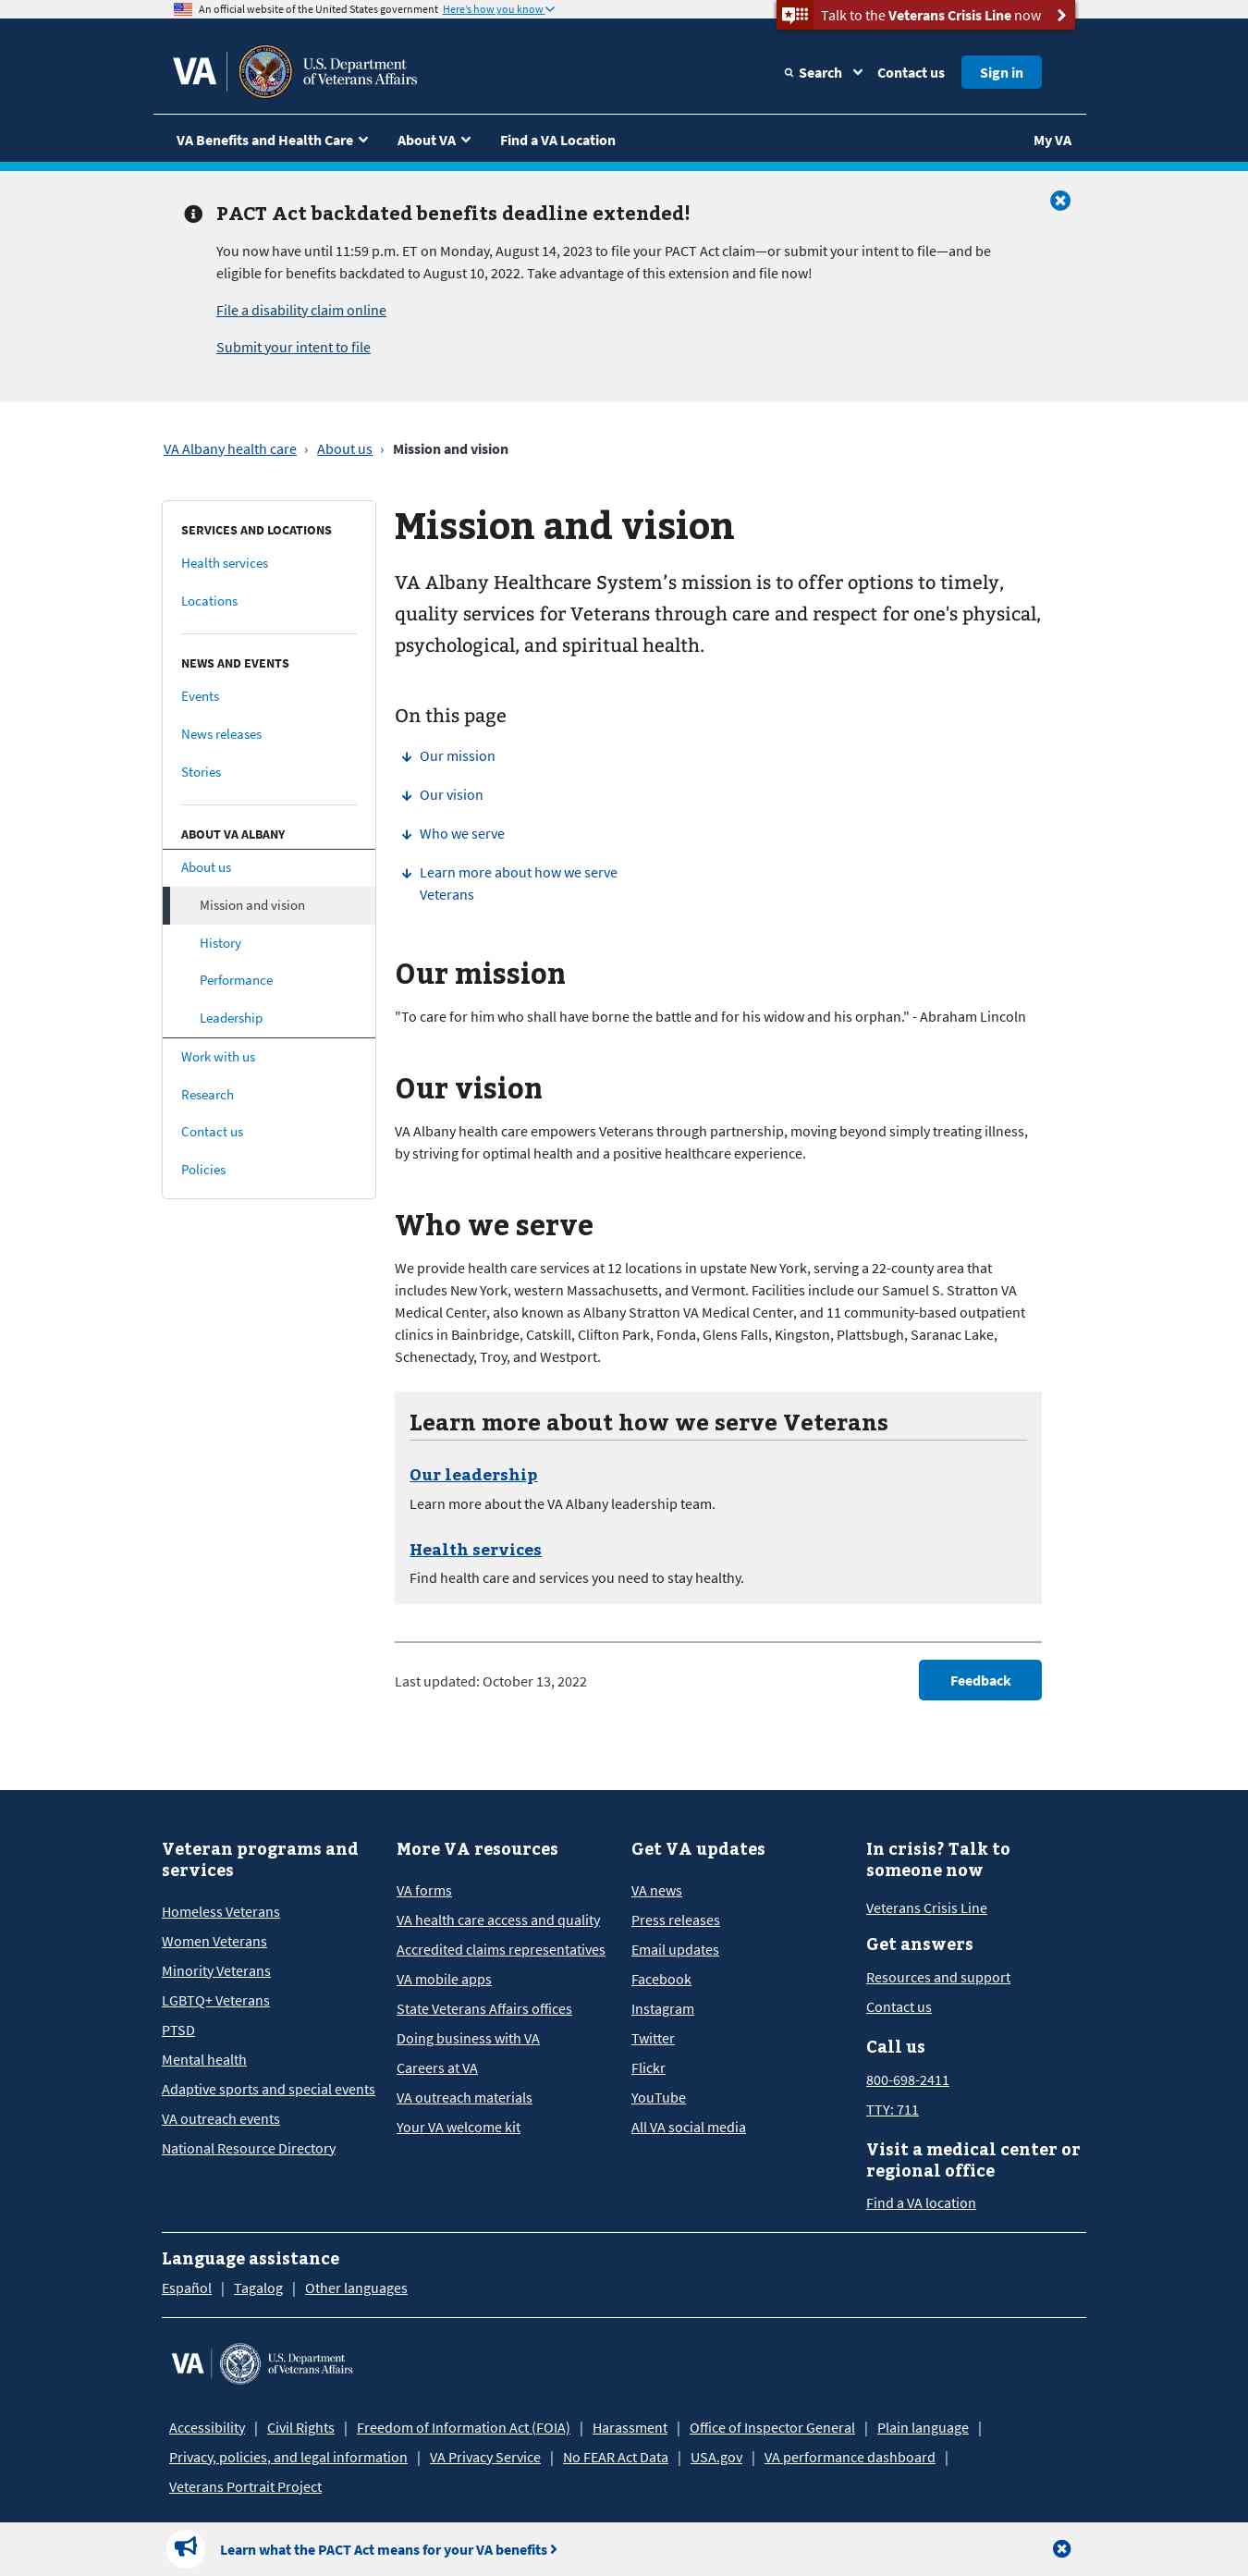 An official website of the United States government Here's how you know
Talk to the Veterans Crisis Line now
VA
U.S. Department
of Veterans Affairs
Search Contact us Sign in
VA Benefits and Health Care About VA Find a VA Location My VA
PACT Act backdated benefits deadline extended!
You now have until 11:59 p.m. ET on Monday, August 14, 2023 to file your PACT Act claim—or submit your intent to file—and be
eligible for benefits backdated to August 10, 2022. Take advantage of this extension and file now!
File a disability claim online
Submit your intent to file
VA Albany health care › About us › Mission and vision
SERVICES AND LOCATIONS
Health services
Locations
NEWS AND EVENTS
Events
News releases
Stories
ABOUT VA ALBANY
About us
Mission and vision
History
Performance
Leadership
Work with us
Research
Contact us
Policies
Mission and vision
VA Albany Healthcare System's mission is to offer options to timely,
quality services for Veterans through care and respect for one's physical,
psychological, and spiritual health.
On this page
Our mission
Our vision
Who we serve
Learn more about how we serve
Veterans
Our mission
"To care for him who shall have borne the battle and for his widow and his orphan." - Abraham Lincoln
Our vision
VA Albany health care empowers Veterans through partnership, moving beyond simply treating illness,
by striving for optimal health and a positive healthcare experience.
Who we serve
We provide health care services at 12 locations in upstate New York, serving a 22-county area that
includes New York, western Massachusetts, and Vermont. Facilities include our Samuel S. Stratton VA
Medical Center, also known as Albany Stratton VA Medical Center, and 11 community-based outpatient
clinics in Bainbridge, Catskill, Clifton Park, Fonda, Glens Falls, Kingston, Plattsbugh, Saranac Lake,
Schenectady, Troy, and Westport.
Learn more about how we serve Veterans
Our leadership
Learn more about the VA Albany leadership team.
Health services
Find health care and services you need to stay healthy.
Last updated: October 13, 2022
Feedback
Veteran programs and
services
Homeless Veterans
Women Veterans
Minority Veterans
LGBTQ+ Veterans
PTSD
Mental health
Adaptive sports and special events
VA outreach events
National Resource Directory
More VA resources
VA forms
VA health care access and quality
Accredited claims representatives
VA mobile apps
State Veterans Affairs offices
Doing business with VA
Careers at VA
VA outreach materials
Your VA welcome kit
Get VA updates
VA news
Press releases
Email updates
Facebook
Instagram
Twitter
Flickr
YouTube
All VA social media
In crisis? Talk to
someone now
Veterans Crisis Line
Get answers
Resources and support
Contact us
Call us
800-698-2411
TTY: 711
Visit a medical center or
regional office
Find a VA location
Language assistance
Español | Tagalog | Other languages
VA
U.S. Department
of Veterans Affairs
Accessibility | Civil Rights | Freedom of Information Act (FOIA) | Harassment | Office of Inspector General | Plain language |
Privacy, policies, and legal information | VA Privacy Service | No FEAR Act Data | USA.gov | VA performance dashboard |
Veterans Portrait Project
Learn what the PACT Act means for your VA benefits